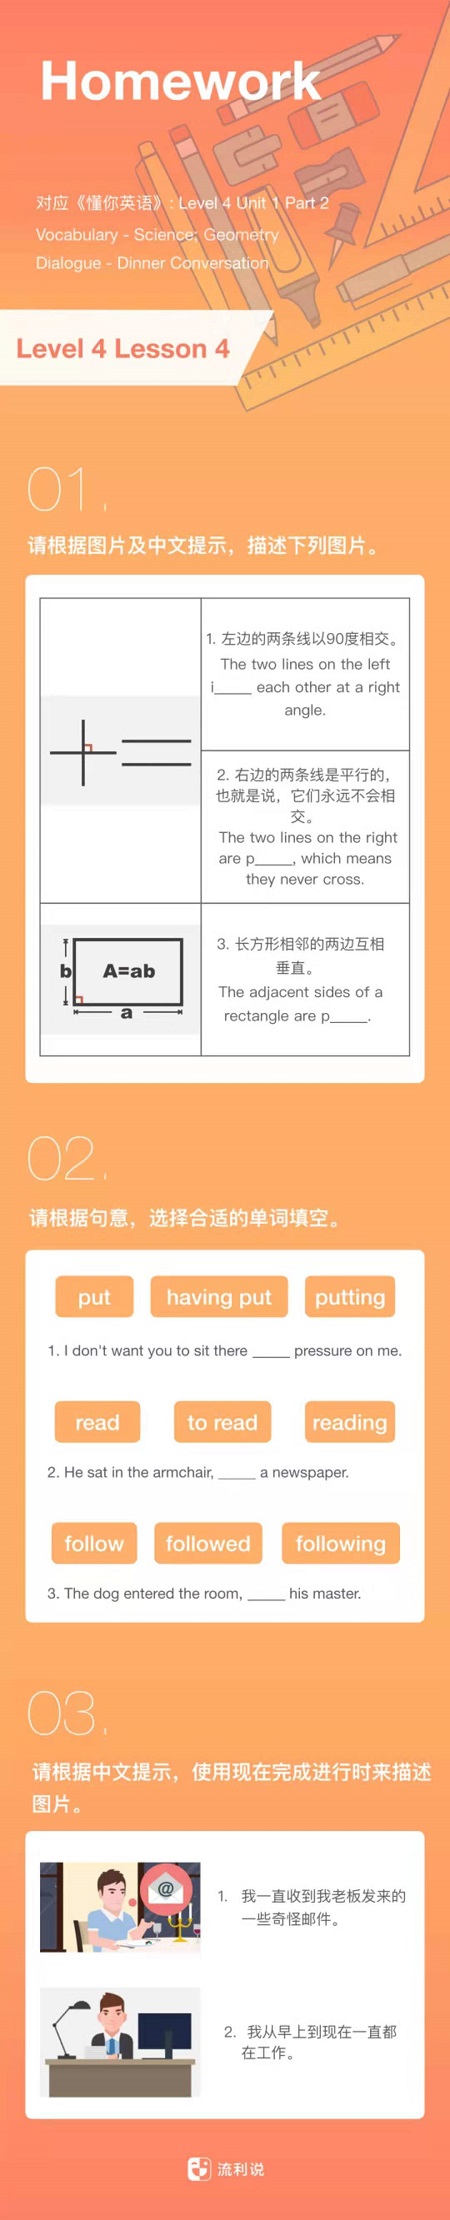 Homework
对应《懂你英语》: Level 4 Unit 1 Part 2
Vocabulary - Science; Geometry
Dialogue - Dinner Conversation
Level 4 Lesson 4
01.
请根据图片及中文提示，描述下列图片。
1. 左边的两条线以90度相交。
The two lines on the left
i_____ each other at a right
angle.
2. 右边的两条线是平行的，
也就是说，它们永远不会相
交。
The two lines on the right
are p_____, which means
they never cross.
b
A=ab
a
3. 长方形相邻的两边互相
垂直。
The adjacent sides of a
rectangle are p_____.
02.
请根据句意，选择合适的单词填空。
put having put putting
1. I don't want you to sit there _____ pressure on me.
read to read reading
2. He sat in the armchair, _____ a newspaper.
follow followed following
3. The dog entered the room, _____ his master.
03.
请根据中文提示，使用现在完成进行时来描述
图片。
@
1. 我一直收到我老板发来的
一些奇怪邮件。
2. 我从早上到现在一直都
在工作。
流利说